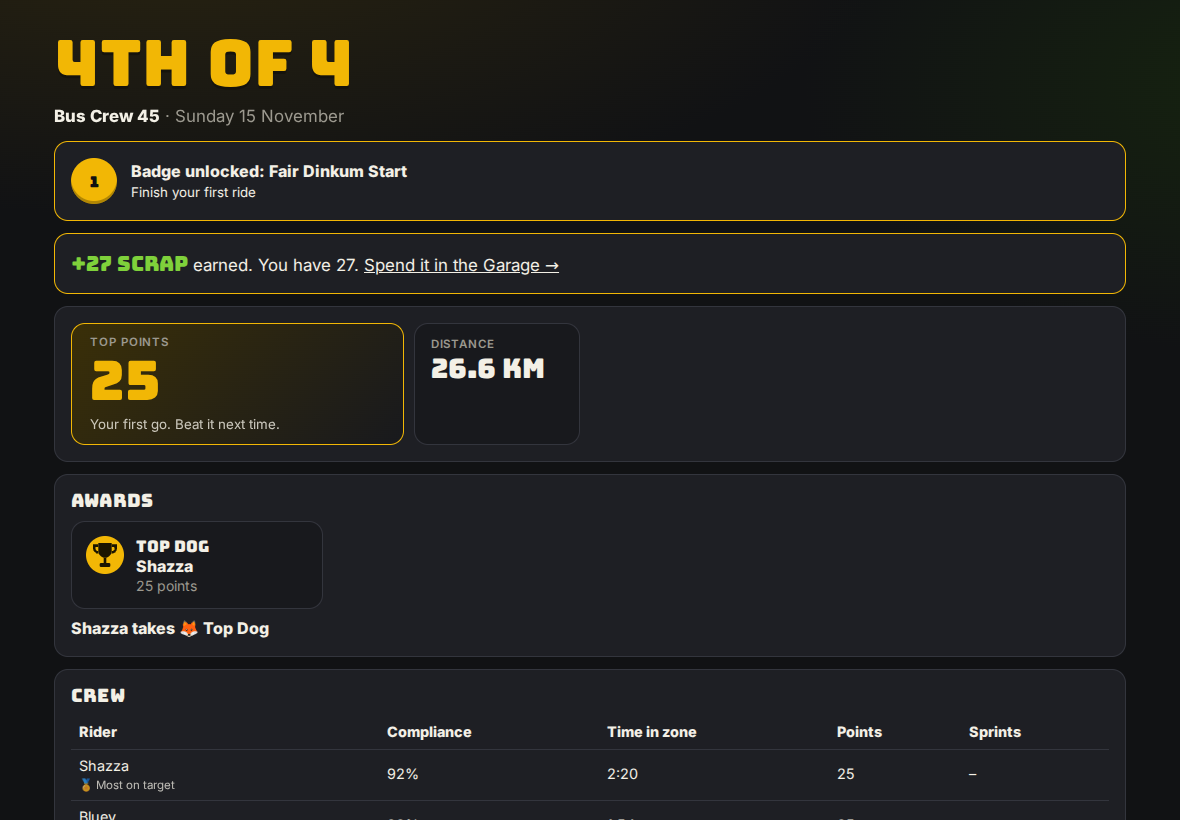 4TH OF 4
Bus Crew 45 · Sunday 15 November
1
Badge unlocked: Fair Dinkum Start
Finish your first ride
+27 SCRAP earned. You have 27. Spend it in the Garage →
TOP POINTS
25
Your first go. Beat it next time.
DISTANCE
26.6 KM
AWARDS
TOP DOG
Shazza
25 points
Shazza takes 🦊 Top Dog
CREW
Rider Compliance Time in zone Points Sprints
Shazza
🏅 Most on target
92% 2:20 25 –
Bluey